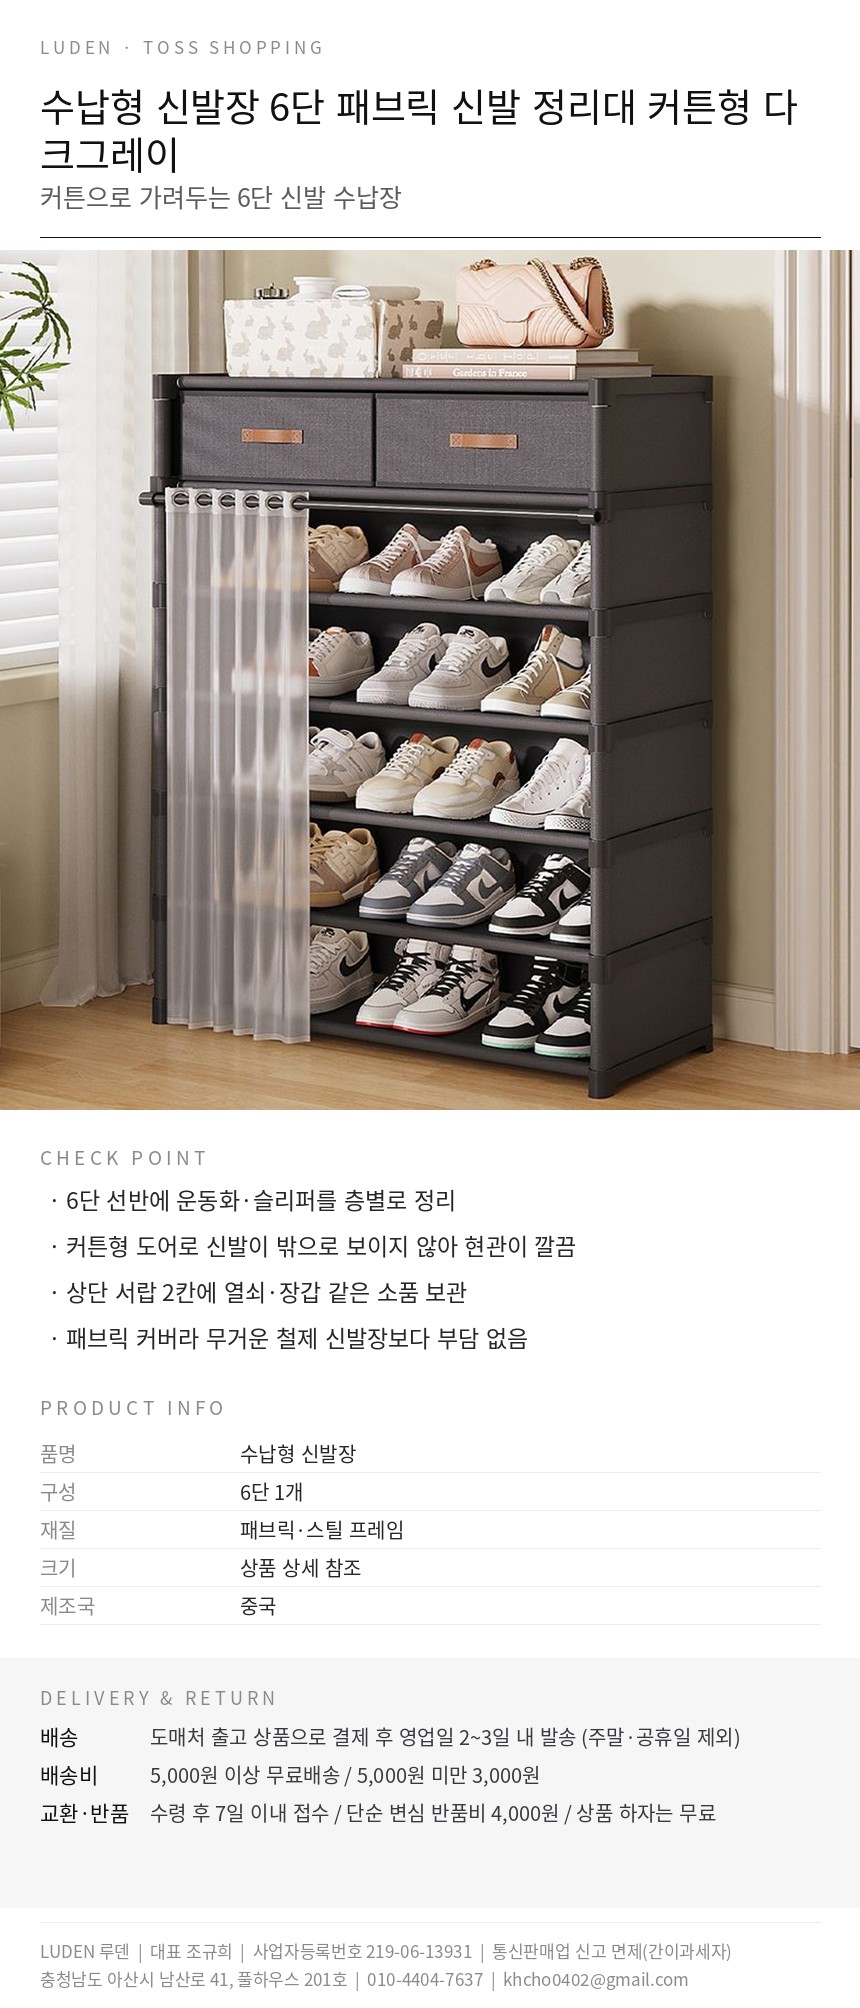 LUDEN · TOSS SHOPPING
수납형 신발장 6단 패브릭 신발 정리대 커튼형 다
크그레이
커튼으로 가려두는 6단 신발 수납장
Gardens in France
CHECK POINT
· 6단 선반에 운동화·슬리퍼를 층별로 정리
· 커튼형 도어로 신발이 밖으로 보이지 않아 현관이 깔끔
· 상단 서랍 2칸에 열쇠·장갑 같은 소품 보관
· 패브릭 커버라 무거운 철제 신발장보다 부담 없음
PRODUCT INFO
품명 수납형 신발장
구성 6단 1개
재질 패브릭·스틸 프레임
크기 상품 상세 참조
제조국 중국
DELIVERY & RETURN
배송 도매처 출고 상품으로 결제 후 영업일 2~3일 내 발송 (주말·공휴일 제외)
배송비 5,000원 이상 무료배송 / 5,000원 미만 3,000원
교환·반품 수령 후 7일 이내 접수 / 단순 변심 반품비 4,000원 / 상품 하자는 무료
LUDEN 루덴 | 대표 조규희 | 사업자등록번호 219-06-13931 | 통신판매업 신고 면제(간이과세자)
충청남도 아산시 남산로 41, 풀하우스 201호 | 010-4404-7637 | khcho0402@gmail.com